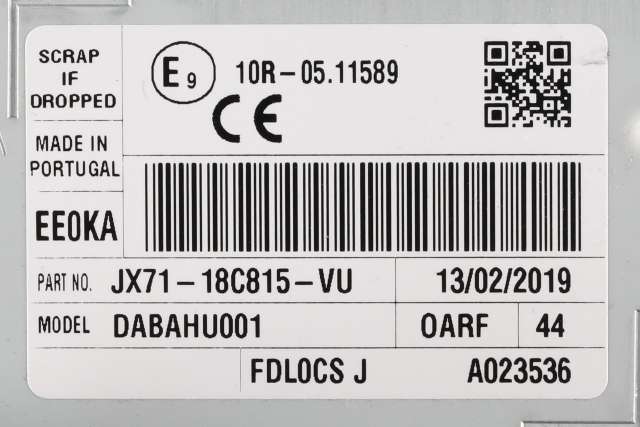 SCRAP
IF
DROPPED
E9 10R-05.11589
CE
MADE IN
PORTUGAL
EEOKA
PART NO. JX71-18C815-VU 13/02/2019
MODEL DABAHU001 OARF 44
FDLOCS J A023536